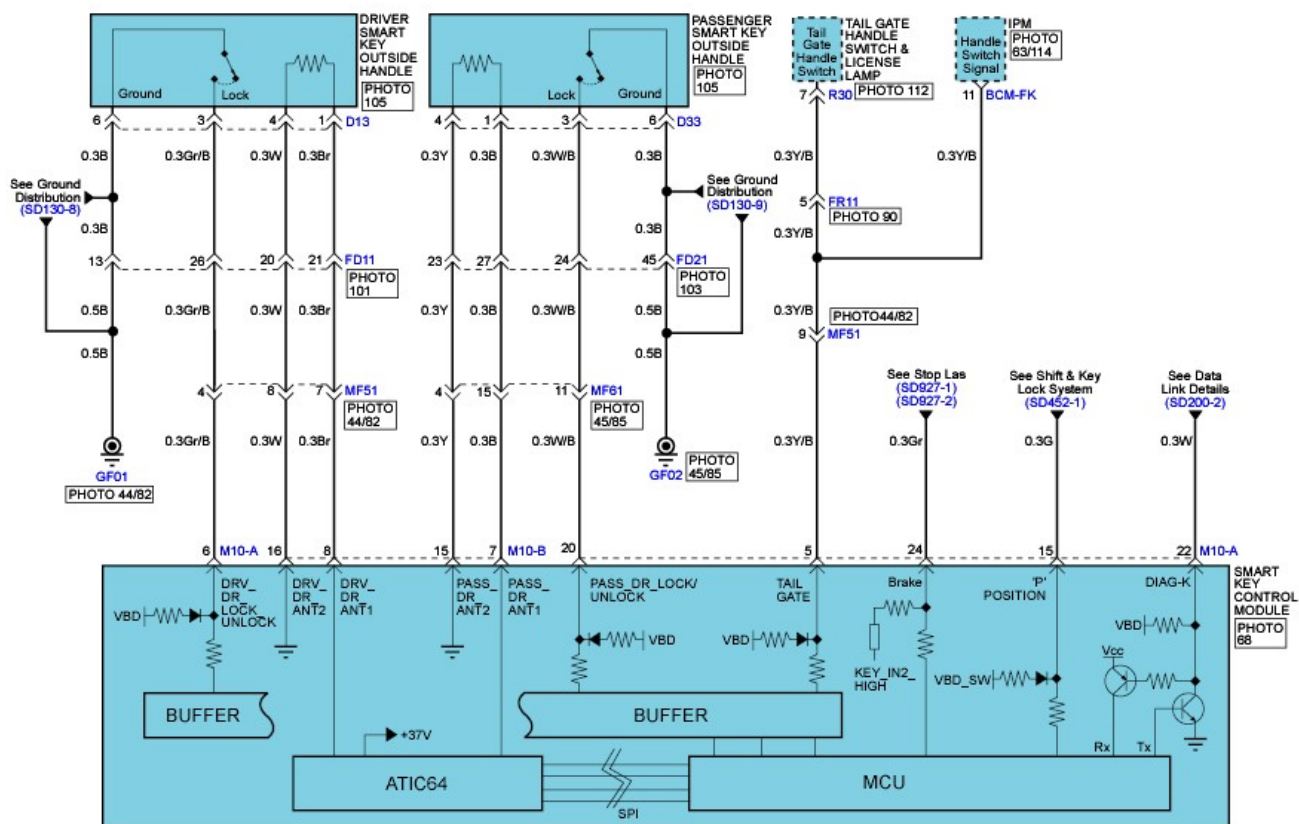 DRIVER
SMART
KEY
OUTSIDE
HANDLE
PHOTO
105
Ground
Lock
PASSENGER
SMART KEY
OUTSIDE
HANDLE
PHOTO
105
Lock
Ground
Tail
Gate
Handle
Switch
TAIL GATE
HANDLE
SWITCH &
LICENSE
LAMP
PHOTO 112
Handle
Switch
Signal
IPM
PHOTO
63/114
6 3 4 1 D13
4 1 3 6 D33
7 R30
11 BCM-FK
0.3B 0.3Gr/B 0.3W 0.3Br
0.3Y 0.3B 0.3W/B 0.3B
0.3Y/B 0.3Y/B
See Ground
Distribution
(SD130-8)
See Ground
Distribution
(SD130-9)
5 FR11
PHOTO 90
0.3B
0.3B
0.3Y/B
13 26 20 21 FD11
PHOTO
101
23 27 24 45 FD21
PHOTO
103
0.5B 0.3Gr/B 0.3W 0.3Br
0.3Y 0.3B 0.3W/B 0.5B
0.3Y/B
PHOTO44/82
9 MF51
0.5B
0.5B
4 8 7 MF51
PHOTO
44/82
4 15 11 MF61
PHOTO
45/85
See Stop Las
(SD927-1)
(SD927-2)
See Shift & Key
Lock System
(SD452-1)
See Data
Link Details
(SD200-2)
0.3Gr/B 0.3W 0.3Br
0.3Y 0.3B 0.3W/B
0.3Y/B 0.3Gr 0.3G 0.3W
GF01
PHOTO 44/82
GF02
PHOTO
45/85
6 M10-A 16 8
15 7 M10-B 20
5 24 15 22 M10-A
SMART
KEY
CONTROL
MODULE
PHOTO
68
DRV_
DR_
LOCK_
UNLOCK
DRV_
DR_
ANT2
DRV_
DR_
ANT1
PASS_
DR_
ANT2
PASS_
DR_
ANT1
PASS_DR_LOCK/
UNLOCK
TAIL
GATE
Brake
'P'
POSITION
DIAG-K
VBD
VBD
VBD
VBD
KEY_IN2_
HIGH
VBD_SW
Vcc
BUFFER
BUFFER
+37V
Rx
Tx
ATIC64
MCU
SPI